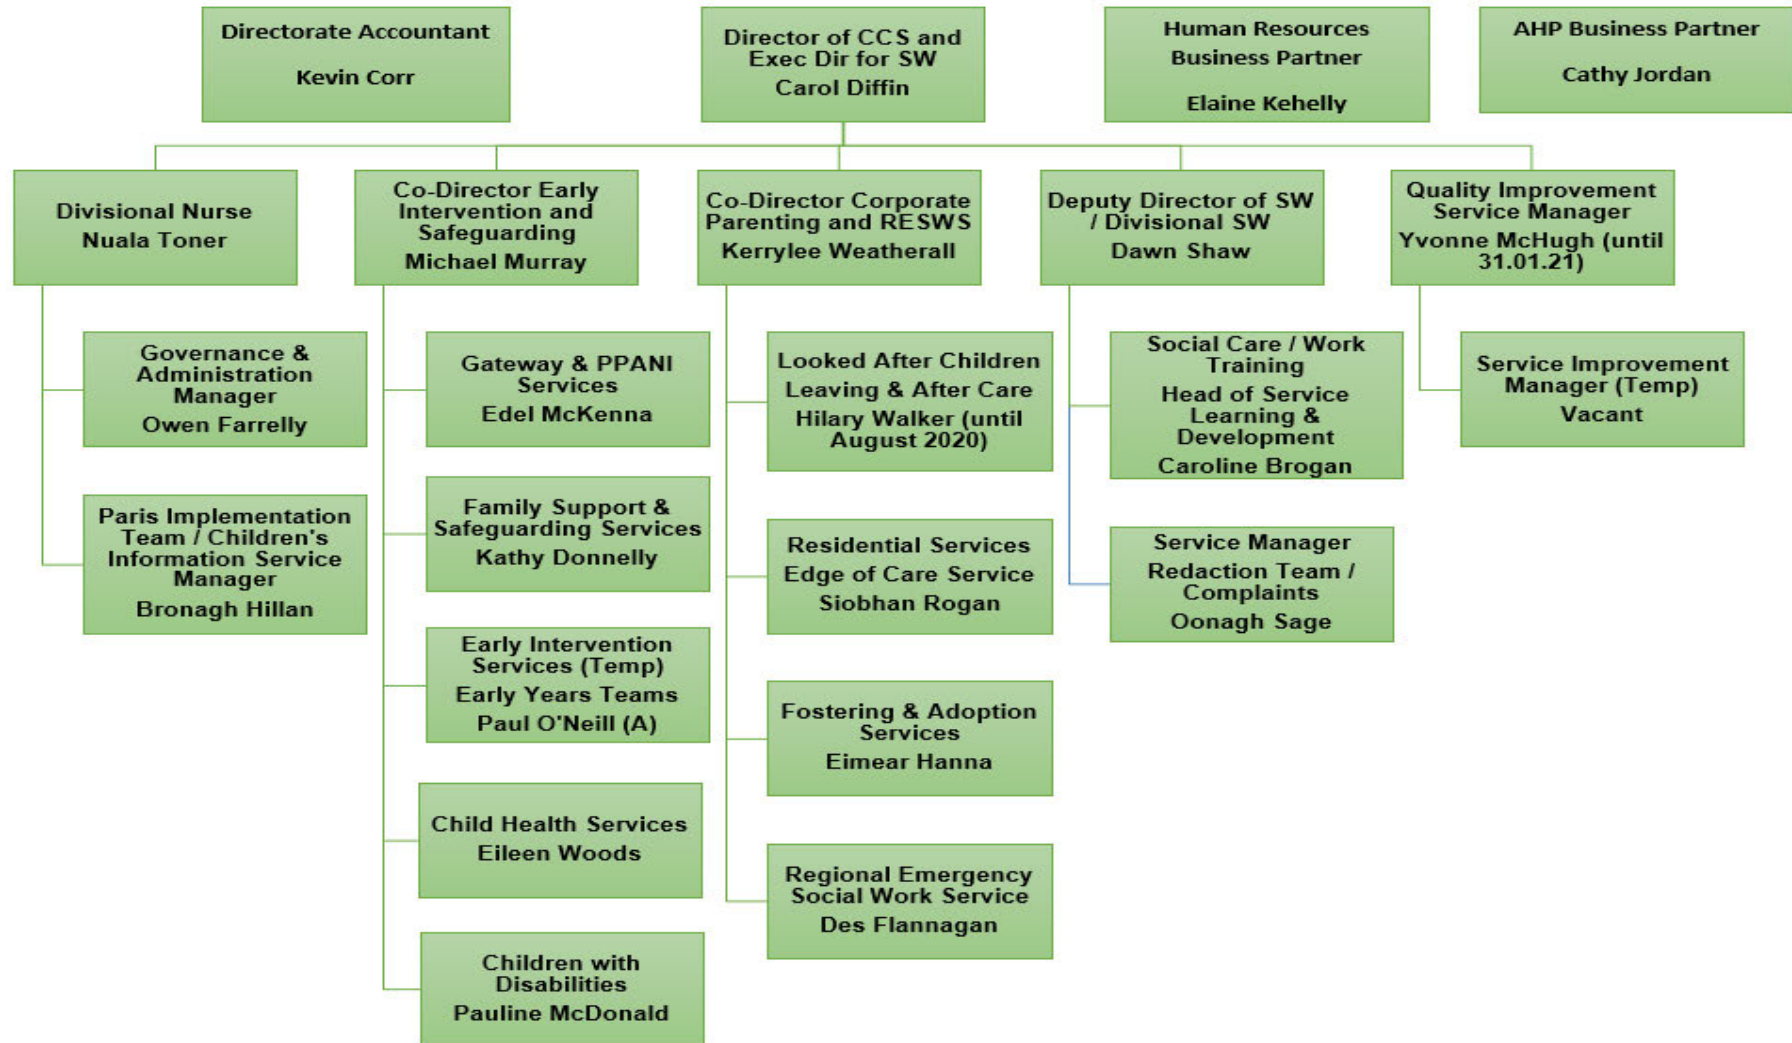 Directorate Accountant
Kevin Corr
Director of CCS and
Exec Dir for SW
Carol Diffin
Human Resources
Business Partner
Elaine Kehelly
AHP Business Partner
Cathy Jordan
Divisional Nurse
Nuala Toner
Co-Director Early
Intervention and
Safeguarding
Michael Murray
Co-Director Corporate
Parenting and RESWS
Kerrylee Weatherall
Deputy Director of SW
/ Divisional SW
Dawn Shaw
Quality Improvement
Service Manager
Yvonne McHugh (until
31.01.21)
Governance &
Administration
Manager
Owen Farrelly
Paris Implementation
Team / Children's
Information Service
Manager
Bronagh Hillan
Gateway & PPANI
Services
Edel McKenna
Family Support &
Safeguarding Services
Kathy Donnelly
Early Intervention
Services (Temp)
Early Years Teams
Paul O'Neill (A)
Child Health Services
Eileen Woods
Children with
Disabilities
Pauline McDonald
Looked After Children
Leaving & After Care
Hilary Walker (until
August 2020)
Residential Services
Edge of Care Service
Siobhan Rogan
Fostering & Adoption
Services
Eimear Hanna
Regional Emergency
Social Work Service
Des Flannagan
Social Care / Work
Training
Head of Service
Learning &
Development
Caroline Brogan
Service Manager
Redaction Team /
Complaints
Oonagh Sage
Service Improvement
Manager (Temp)
Vacant